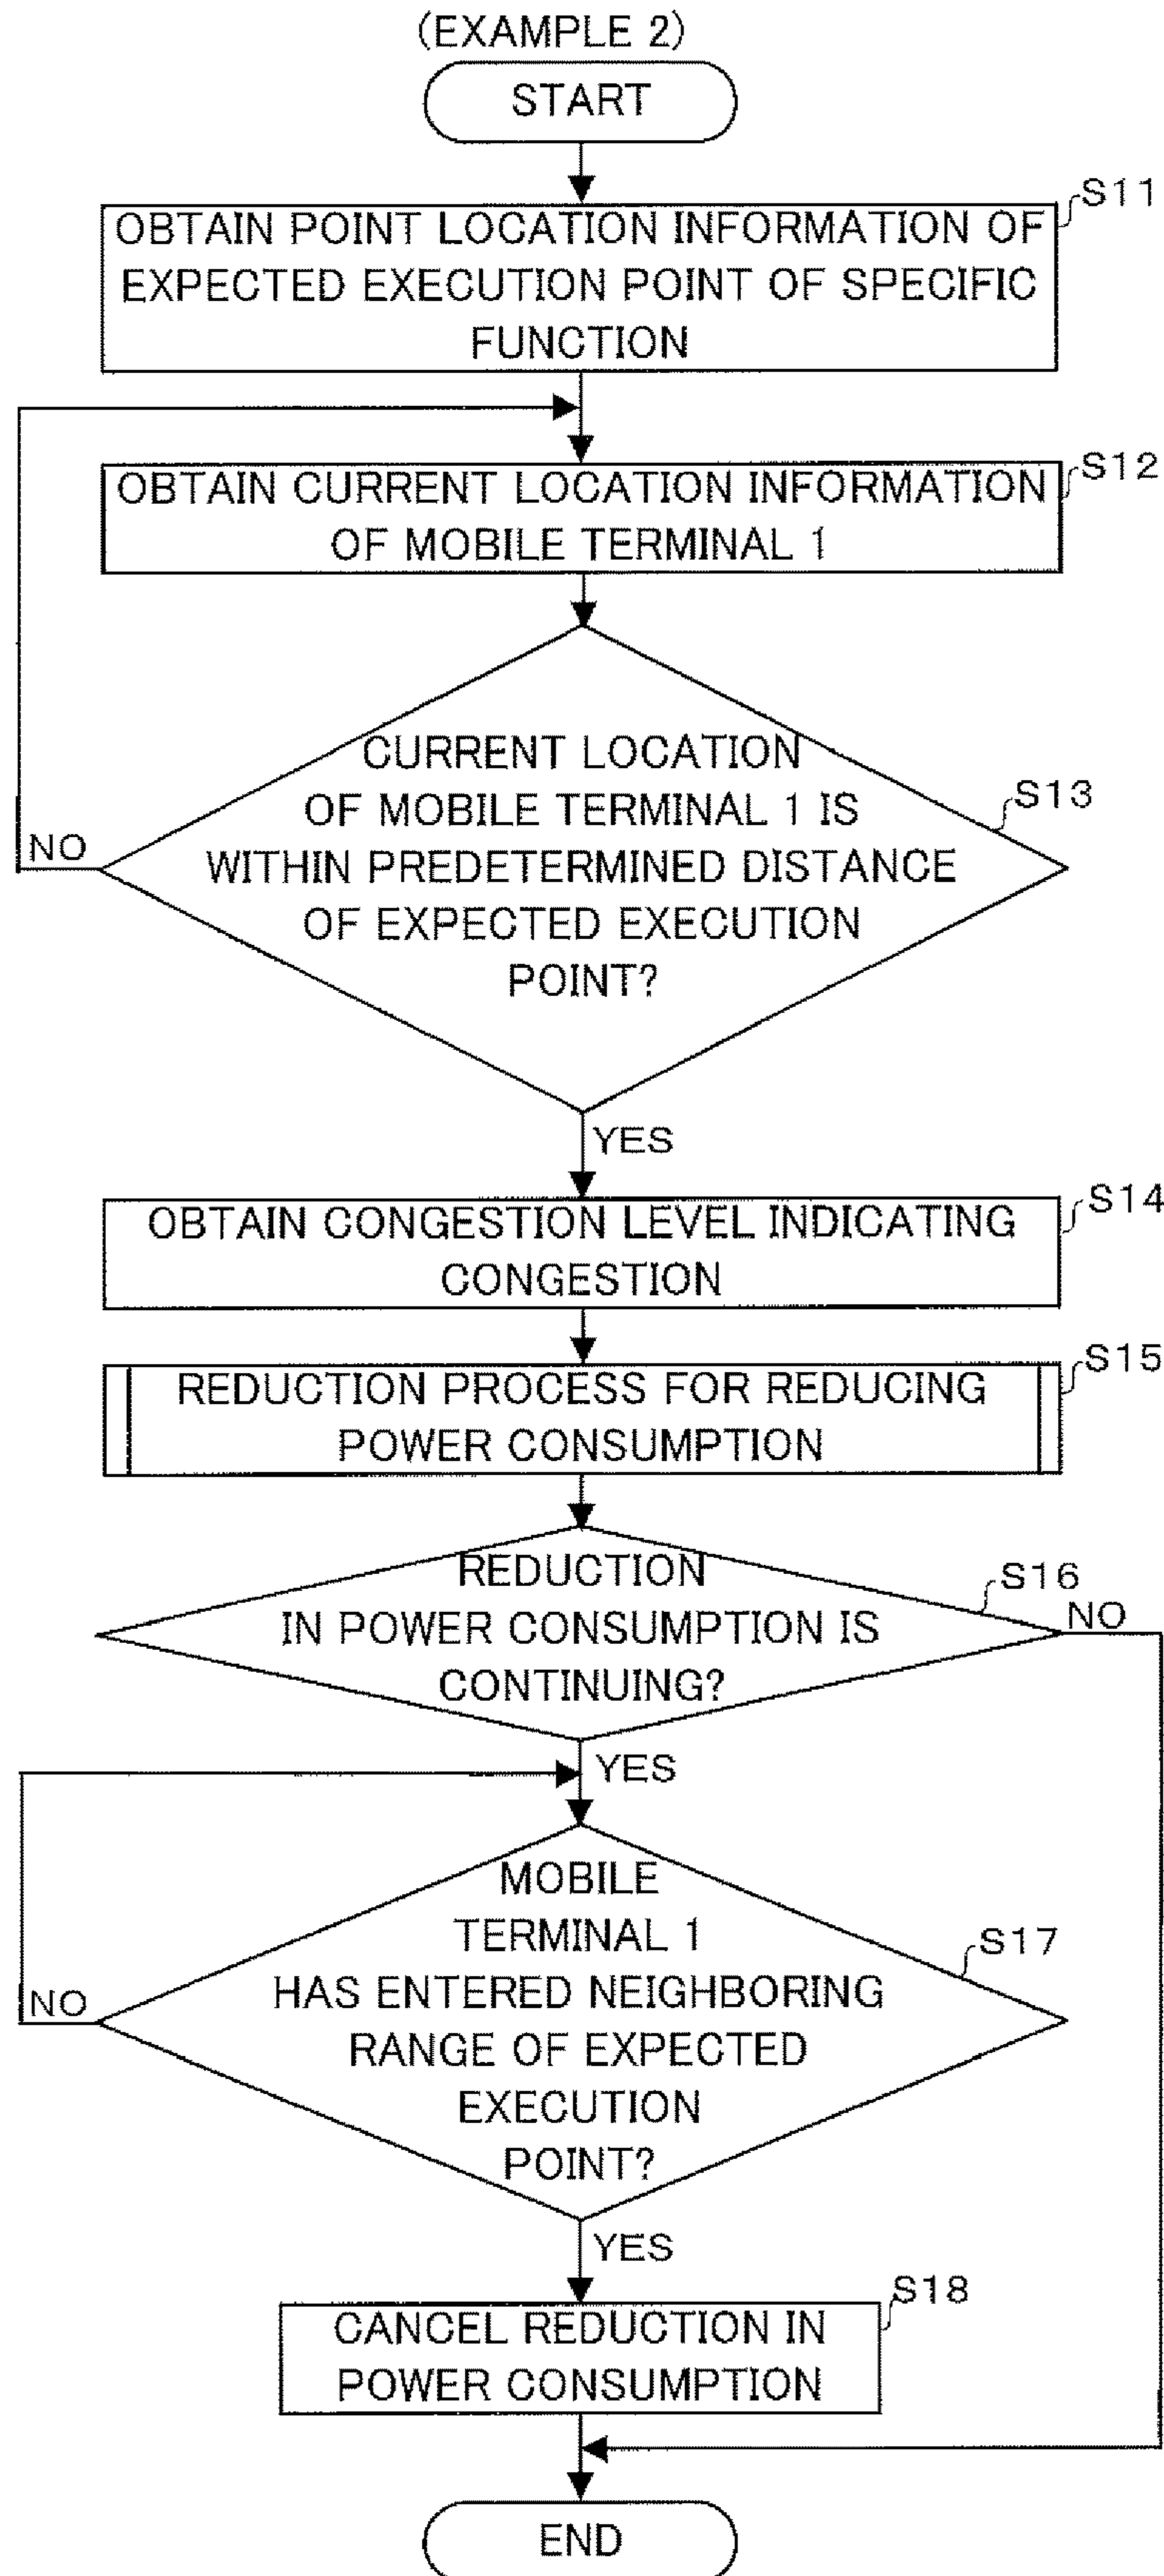 (EXAMPLE 2)
START
S11
OBTAIN POINT LOCATION INFORMATION OF
EXPECTED EXECUTION POINT OF SPECIFIC
FUNCTION
S12
OBTAIN CURRENT LOCATION INFORMATION
OF MOBILE TERMINAL 1
CURRENT LOCATION
OF MOBILE TERMINAL 1 IS
WITHIN PREDETERMINED DISTANCE
OF EXPECTED EXECUTION
POINT?
S13
NO
YES
S14
OBTAIN CONGESTION LEVEL INDICATING
CONGESTION
S15
REDUCTION PROCESS FOR REDUCING
POWER CONSUMPTION
REDUCTION
IN POWER CONSUMPTION IS
CONTINUING?
S16
NO
YES
MOBILE
TERMINAL 1
HAS ENTERED NEIGHBORING
RANGE OF EXPECTED
EXECUTION
POINT?
S17
NO
YES
S18
CANCEL REDUCTION IN
POWER CONSUMPTION
END